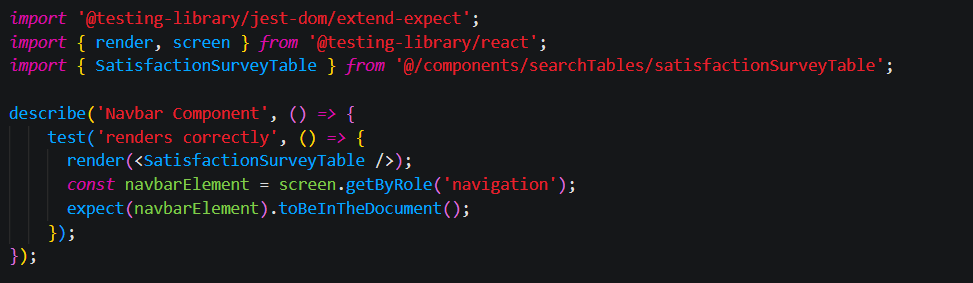 import '@testing-library/jest-dom/extend-expect';
import { render, screen } from '@testing-library/react';
import { SatisfactionSurveyTable } from '@/components/searchTables/satisfactionSurveyTable';

describe('Navbar Component', () => {
    test('renders correctly', () => {
      render(<SatisfactionSurveyTable />);
      const navbarElement = screen.getByRole('navigation');
      expect(navbarElement).toBeInTheDocument();
    });
});